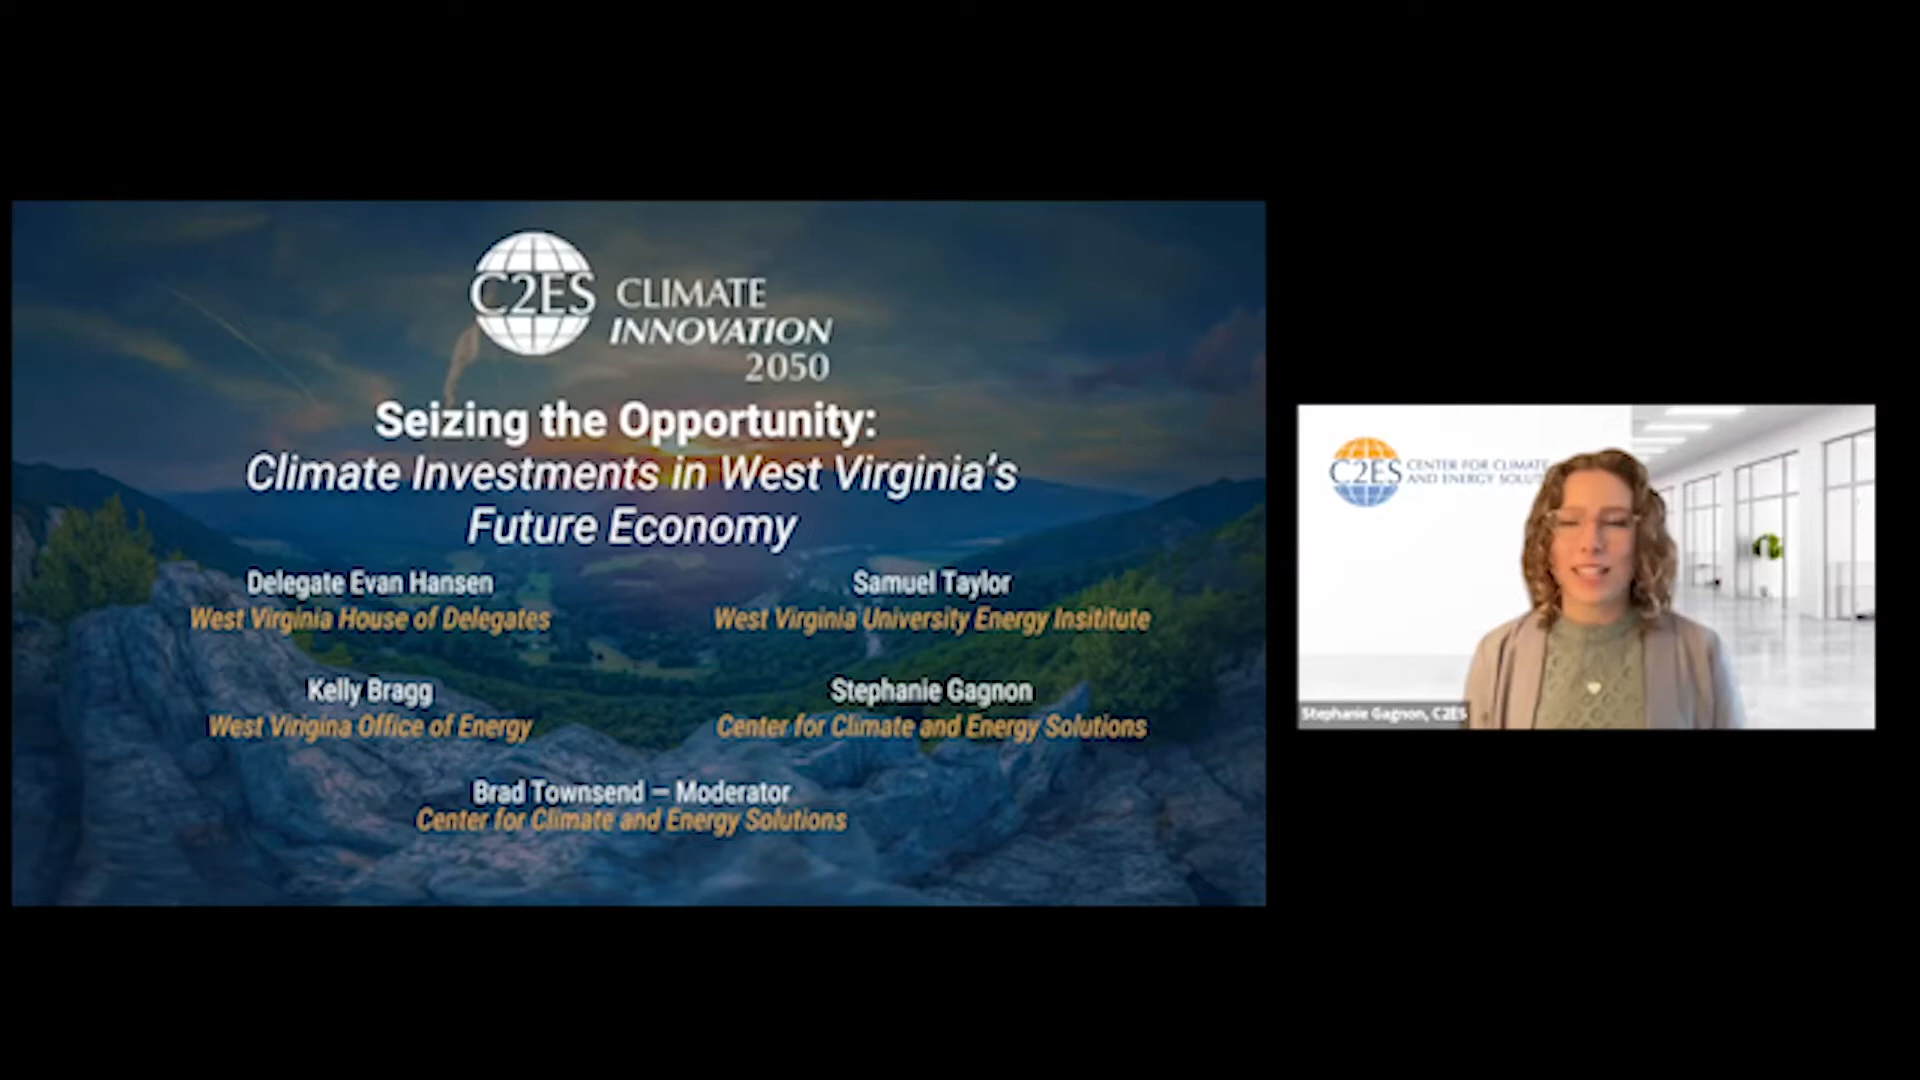 C2ES CLIMATE
INNOVATION
2050
Seizing the Opportunity:
Climate Investments in West Virginia's
Future Economy
Delegate Evan Hansen
West Virginia House of Delegates
Samuel Taylor
West Virginia University Energy Insititute
Kelly Bragg
West Virigina Office of Energy
Stephanie Gagnon
Center for Climate and Energy Solutions
Brad Townsend – Moderator
Center for Climate and Energy Solutions
C2ES CENTER FOR CLIMATE
AND ENERGY SOLUT
Stephanie Gagnon, C2ES